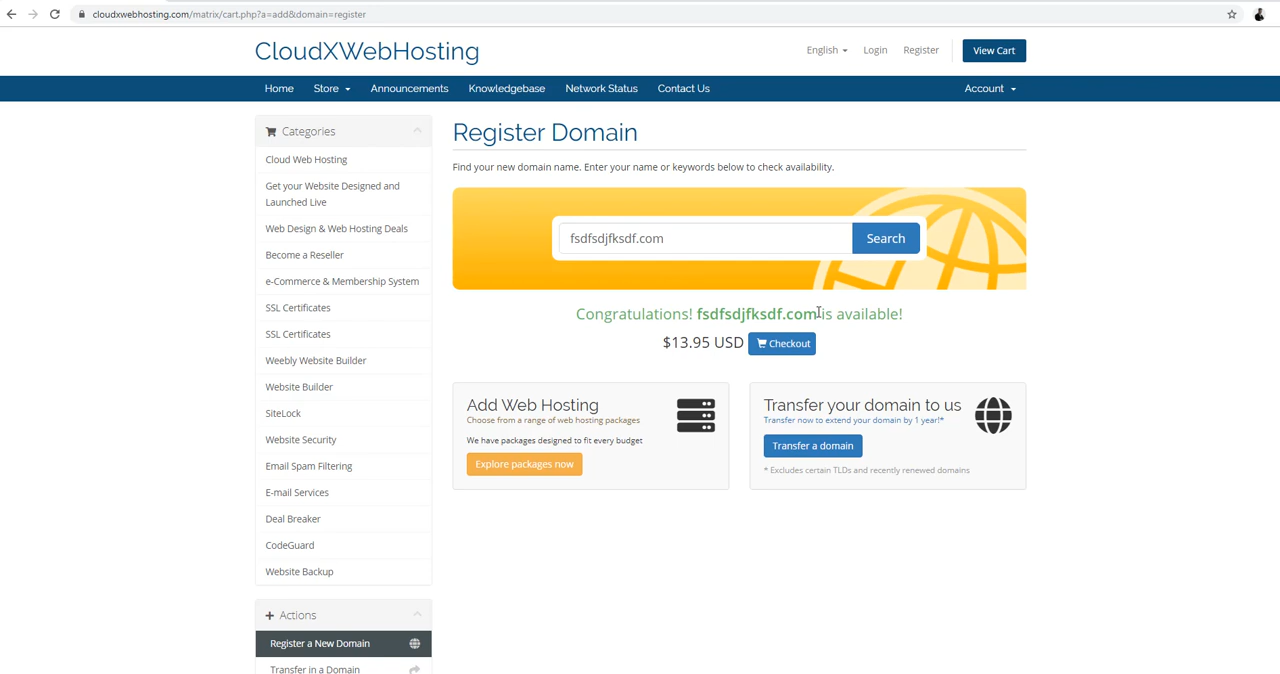 cloudxwebhosting.com/matrix/cart.php?a=add&domain=register
CloudXWebHosting
English
Login
Register
View Cart
Home
Store
Announcements
Knowledgebase
Network Status
Contact Us
Account
Categories
Cloud Web Hosting
Get your Website Designed and
Launched Live
Web Design & Web Hosting Deals
Become a Reseller
e-Commerce & Membership System
SSL Certificates
SSL Certificates
Weebly Website Builder
Website Builder
SiteLock
Website Security
Email Spam Filtering
E-mail Services
Deal Breaker
CodeGuard
Website Backup
Actions
Register a New Domain
Transfer in a Domain
Register Domain
Find your new domain name. Enter your name or keywords below to check availability.
fsdfsdjfksdf.com
Search
Congratulations! fsdfsdjfksdf.com is available!
$13.95 USD
Checkout
Add Web Hosting
Choose from a range of web hosting packages
We have packages designed to fit every budget
Explore packages now
Transfer your domain to us
Transfer now to extend your domain by 1 year!*
Transfer a domain
* Excludes certain TLDs and recently renewed domains